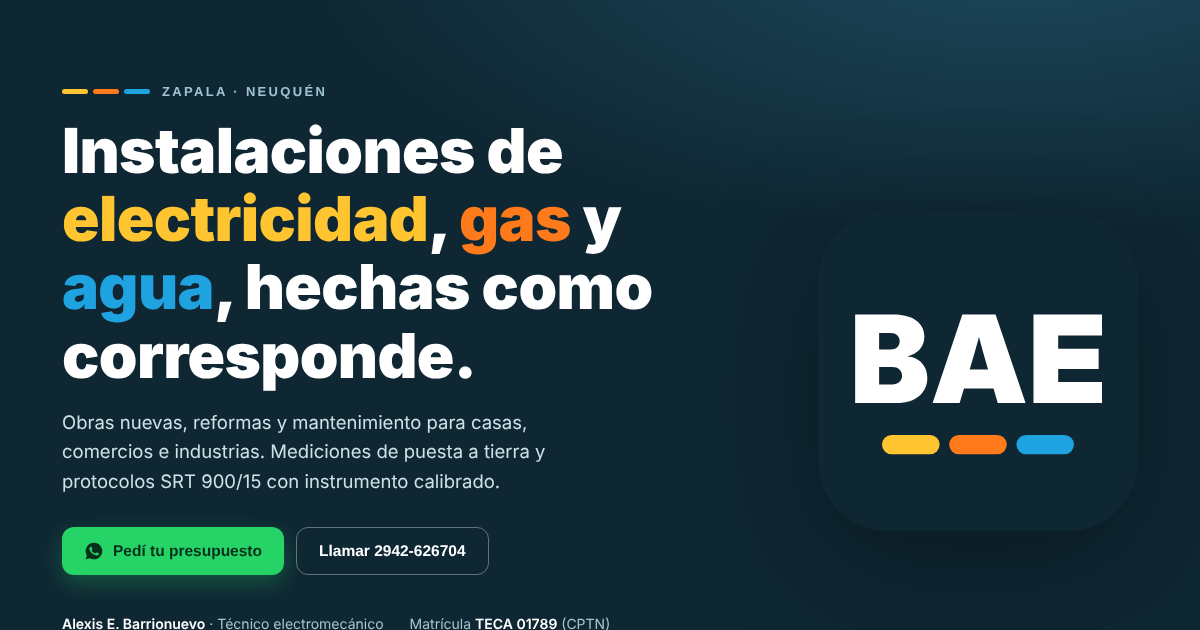 ZAPALA · NEUQUÉN
Instalaciones de
electricidad, gas y
agua, hechas como
corresponde.
Obras nuevas, reformas y mantenimiento para casas,
comercios e industrias. Mediciones de puesta a tierra y
protocolos SRT 900/15 con instrumento calibrado.
Pedí tu presupuesto
Llamar 2942-626704
Alexis E. Barrionuevo · Técnico electromecánico
Matrícula TECA 01789 (CPTN)
BAE